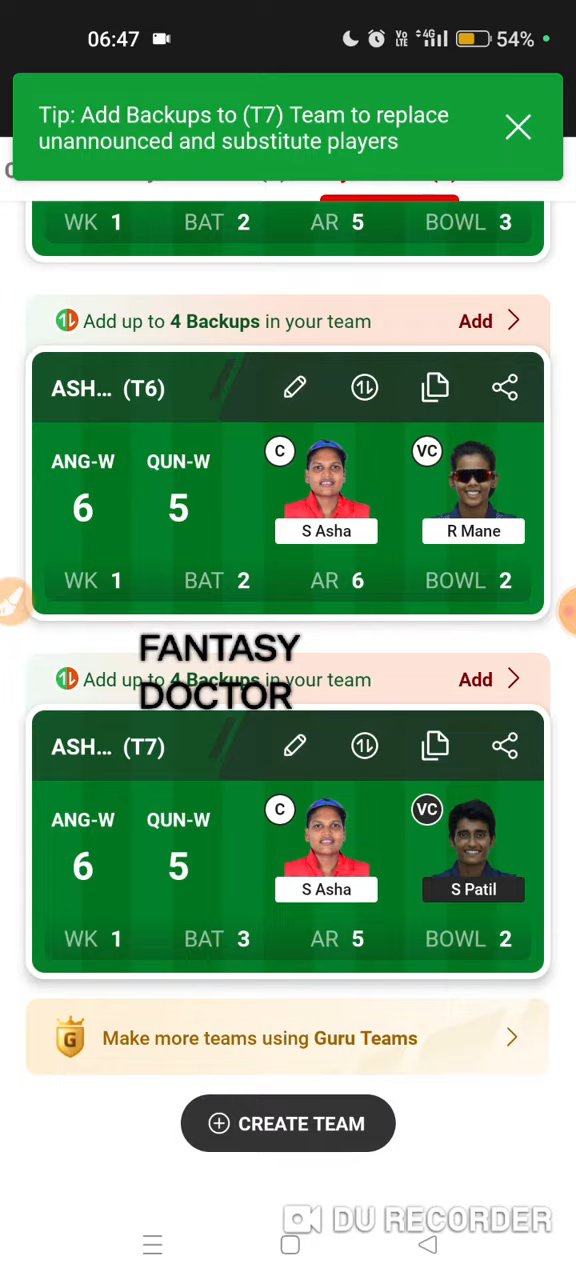 06:47
Vo
LTE
4G
54%
Tip: Add Backups to (T7) Team to replace
unannounced and substitute players
WK 1 BAT 2 AR 5 BOWL 3
Add up to 4 Backups in your team Add
ASH... (T6)
C
VC
ANG-W QUN-W
6 5
S Asha R Mane
WK 1 BAT 2 AR 6 BOWL 2
FANTASY
DOCTOR
Add up to 4 Backups in your team Add
ASH... (T7)
C
VC
ANG-W QUN-W
6 5
S Asha S Patil
WK 1 BAT 3 AR 5 BOWL 2
G
Make more teams using Guru Teams
CREATE TEAM
DU RECORDER